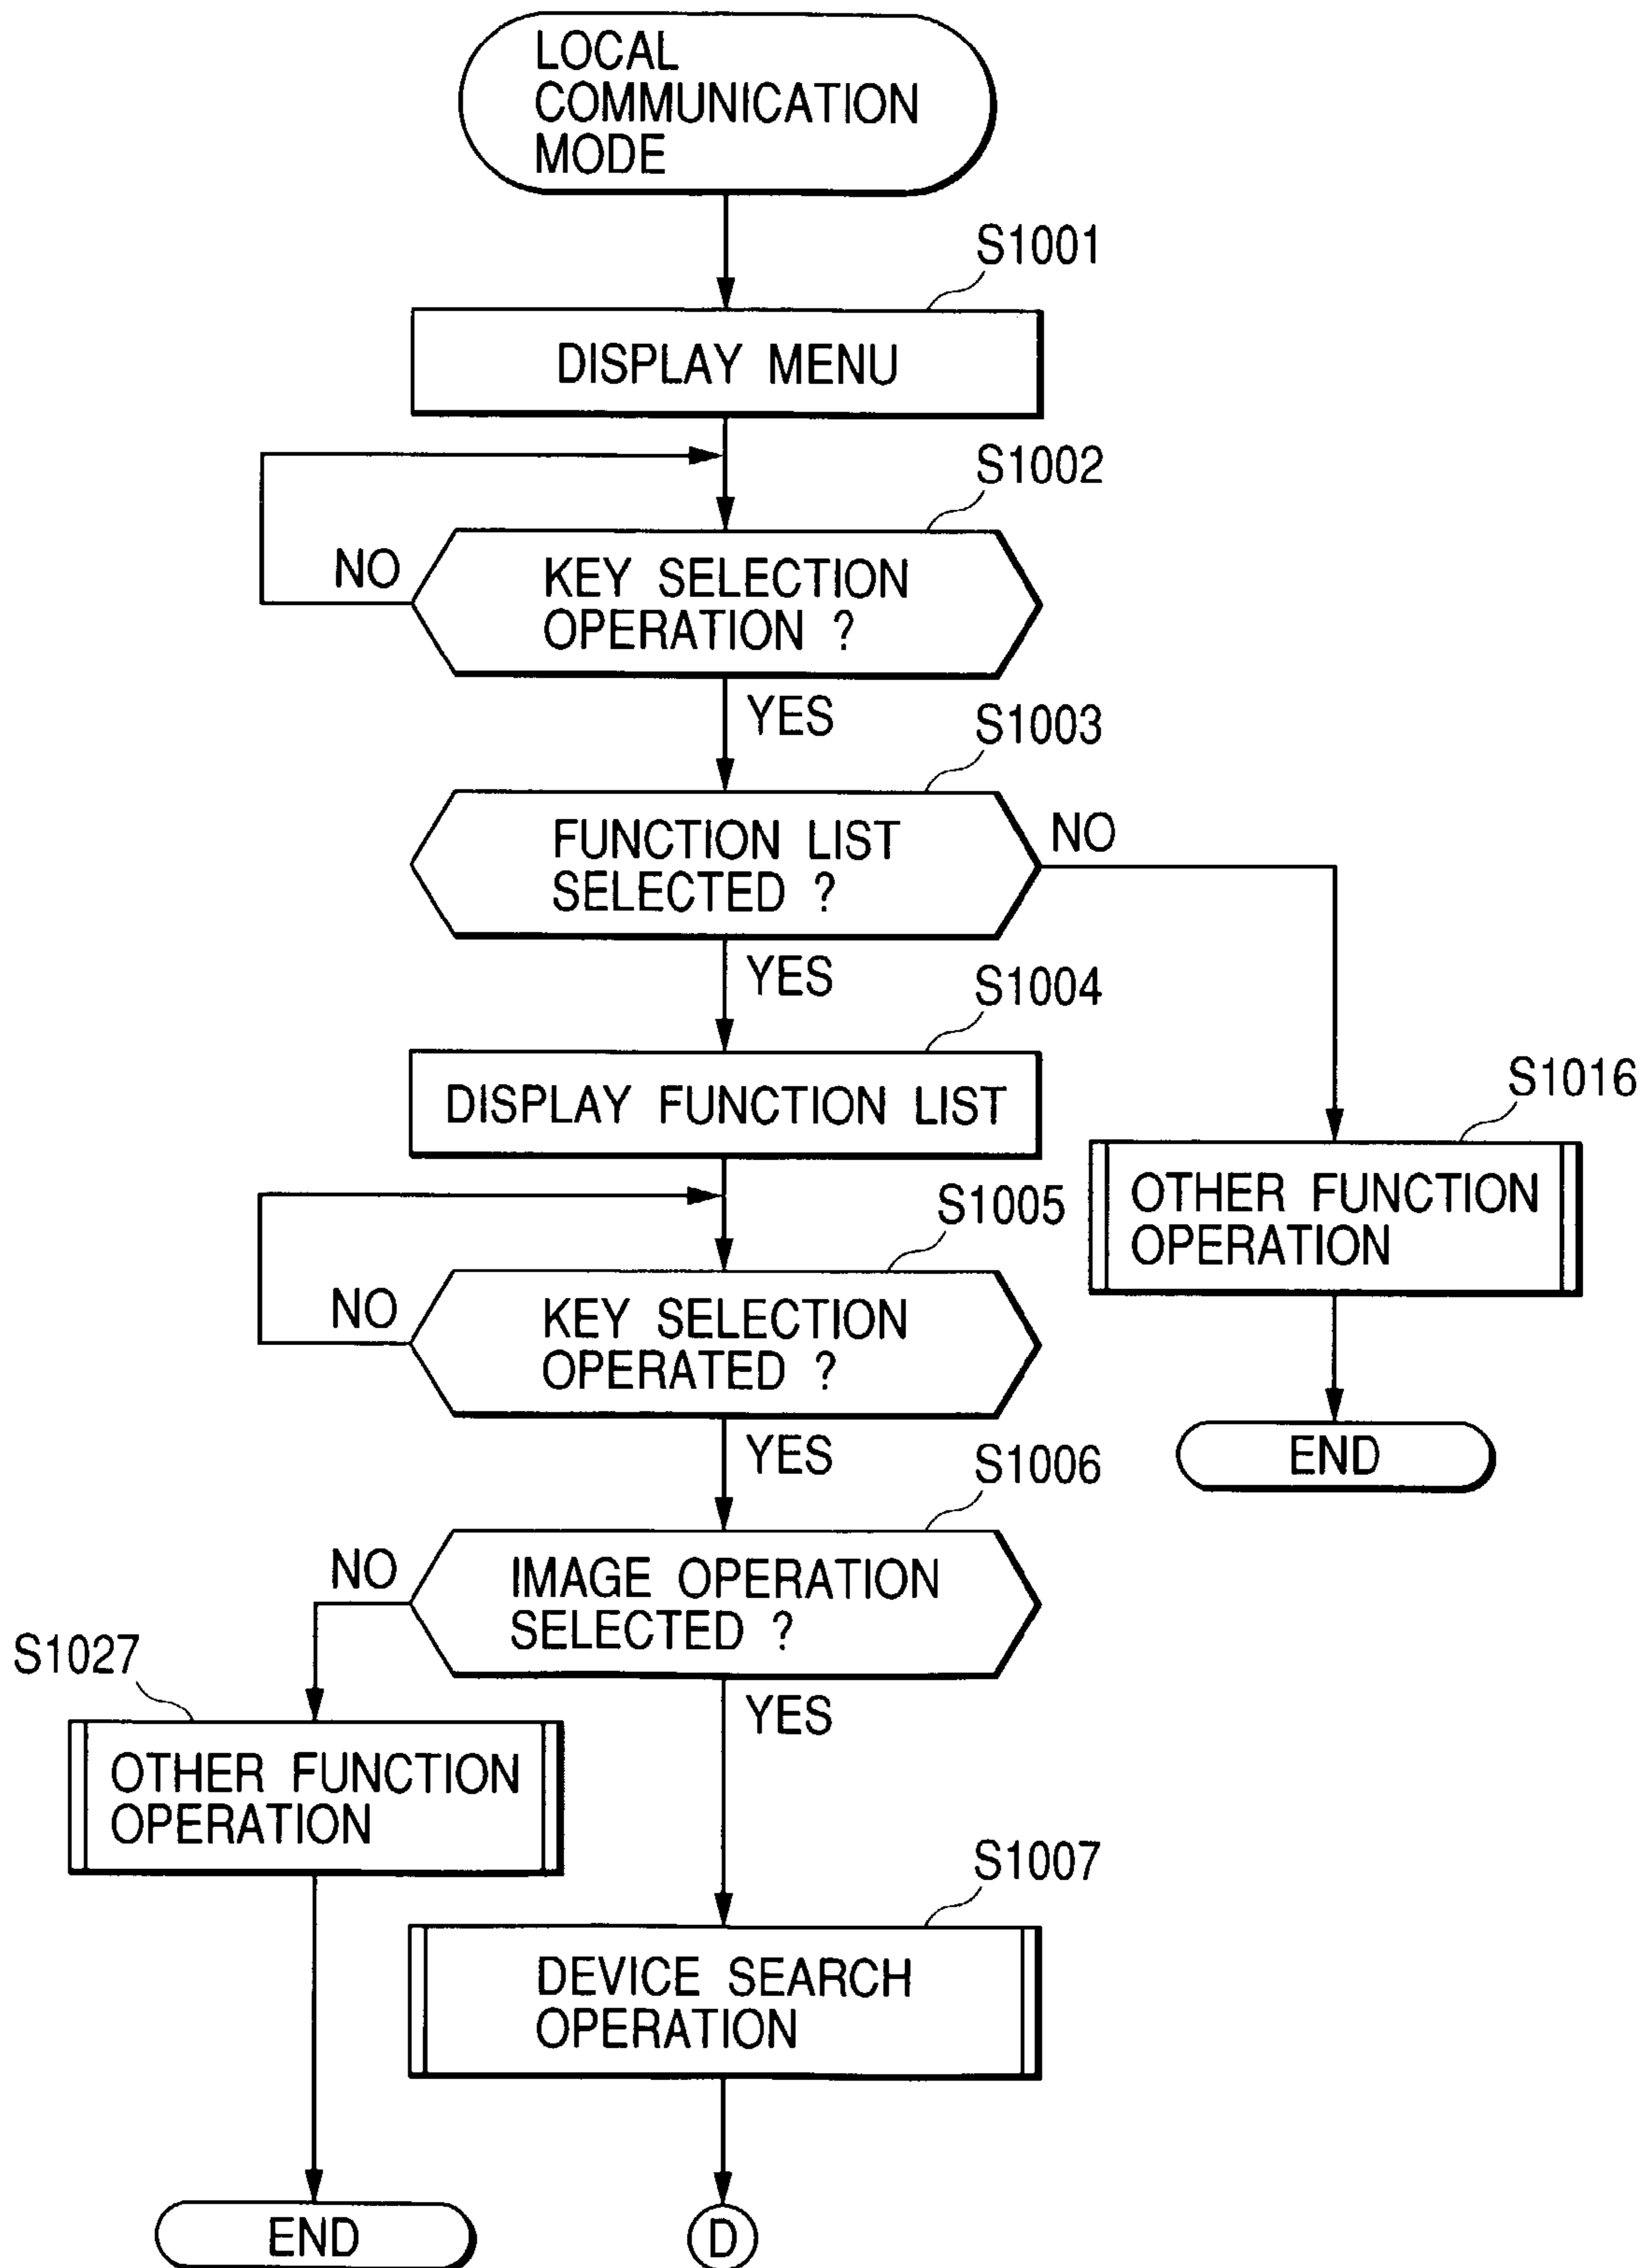 LOCAL
COMMUNICATION
MODE
S1001
DISPLAY MENU
S1002
NO
KEY SELECTION
OPERATION ?
YES
S1003
FUNCTION LIST
SELECTED ?
NO
YES
S1004
DISPLAY FUNCTION LIST
S1016
OTHER FUNCTION
OPERATION
S1005
NO
KEY SELECTION
OPERATED ?
YES
END
S1006
NO
IMAGE OPERATION
SELECTED ?
S1027
YES
OTHER FUNCTION
OPERATION
S1007
DEVICE SEARCH
OPERATION
END
D